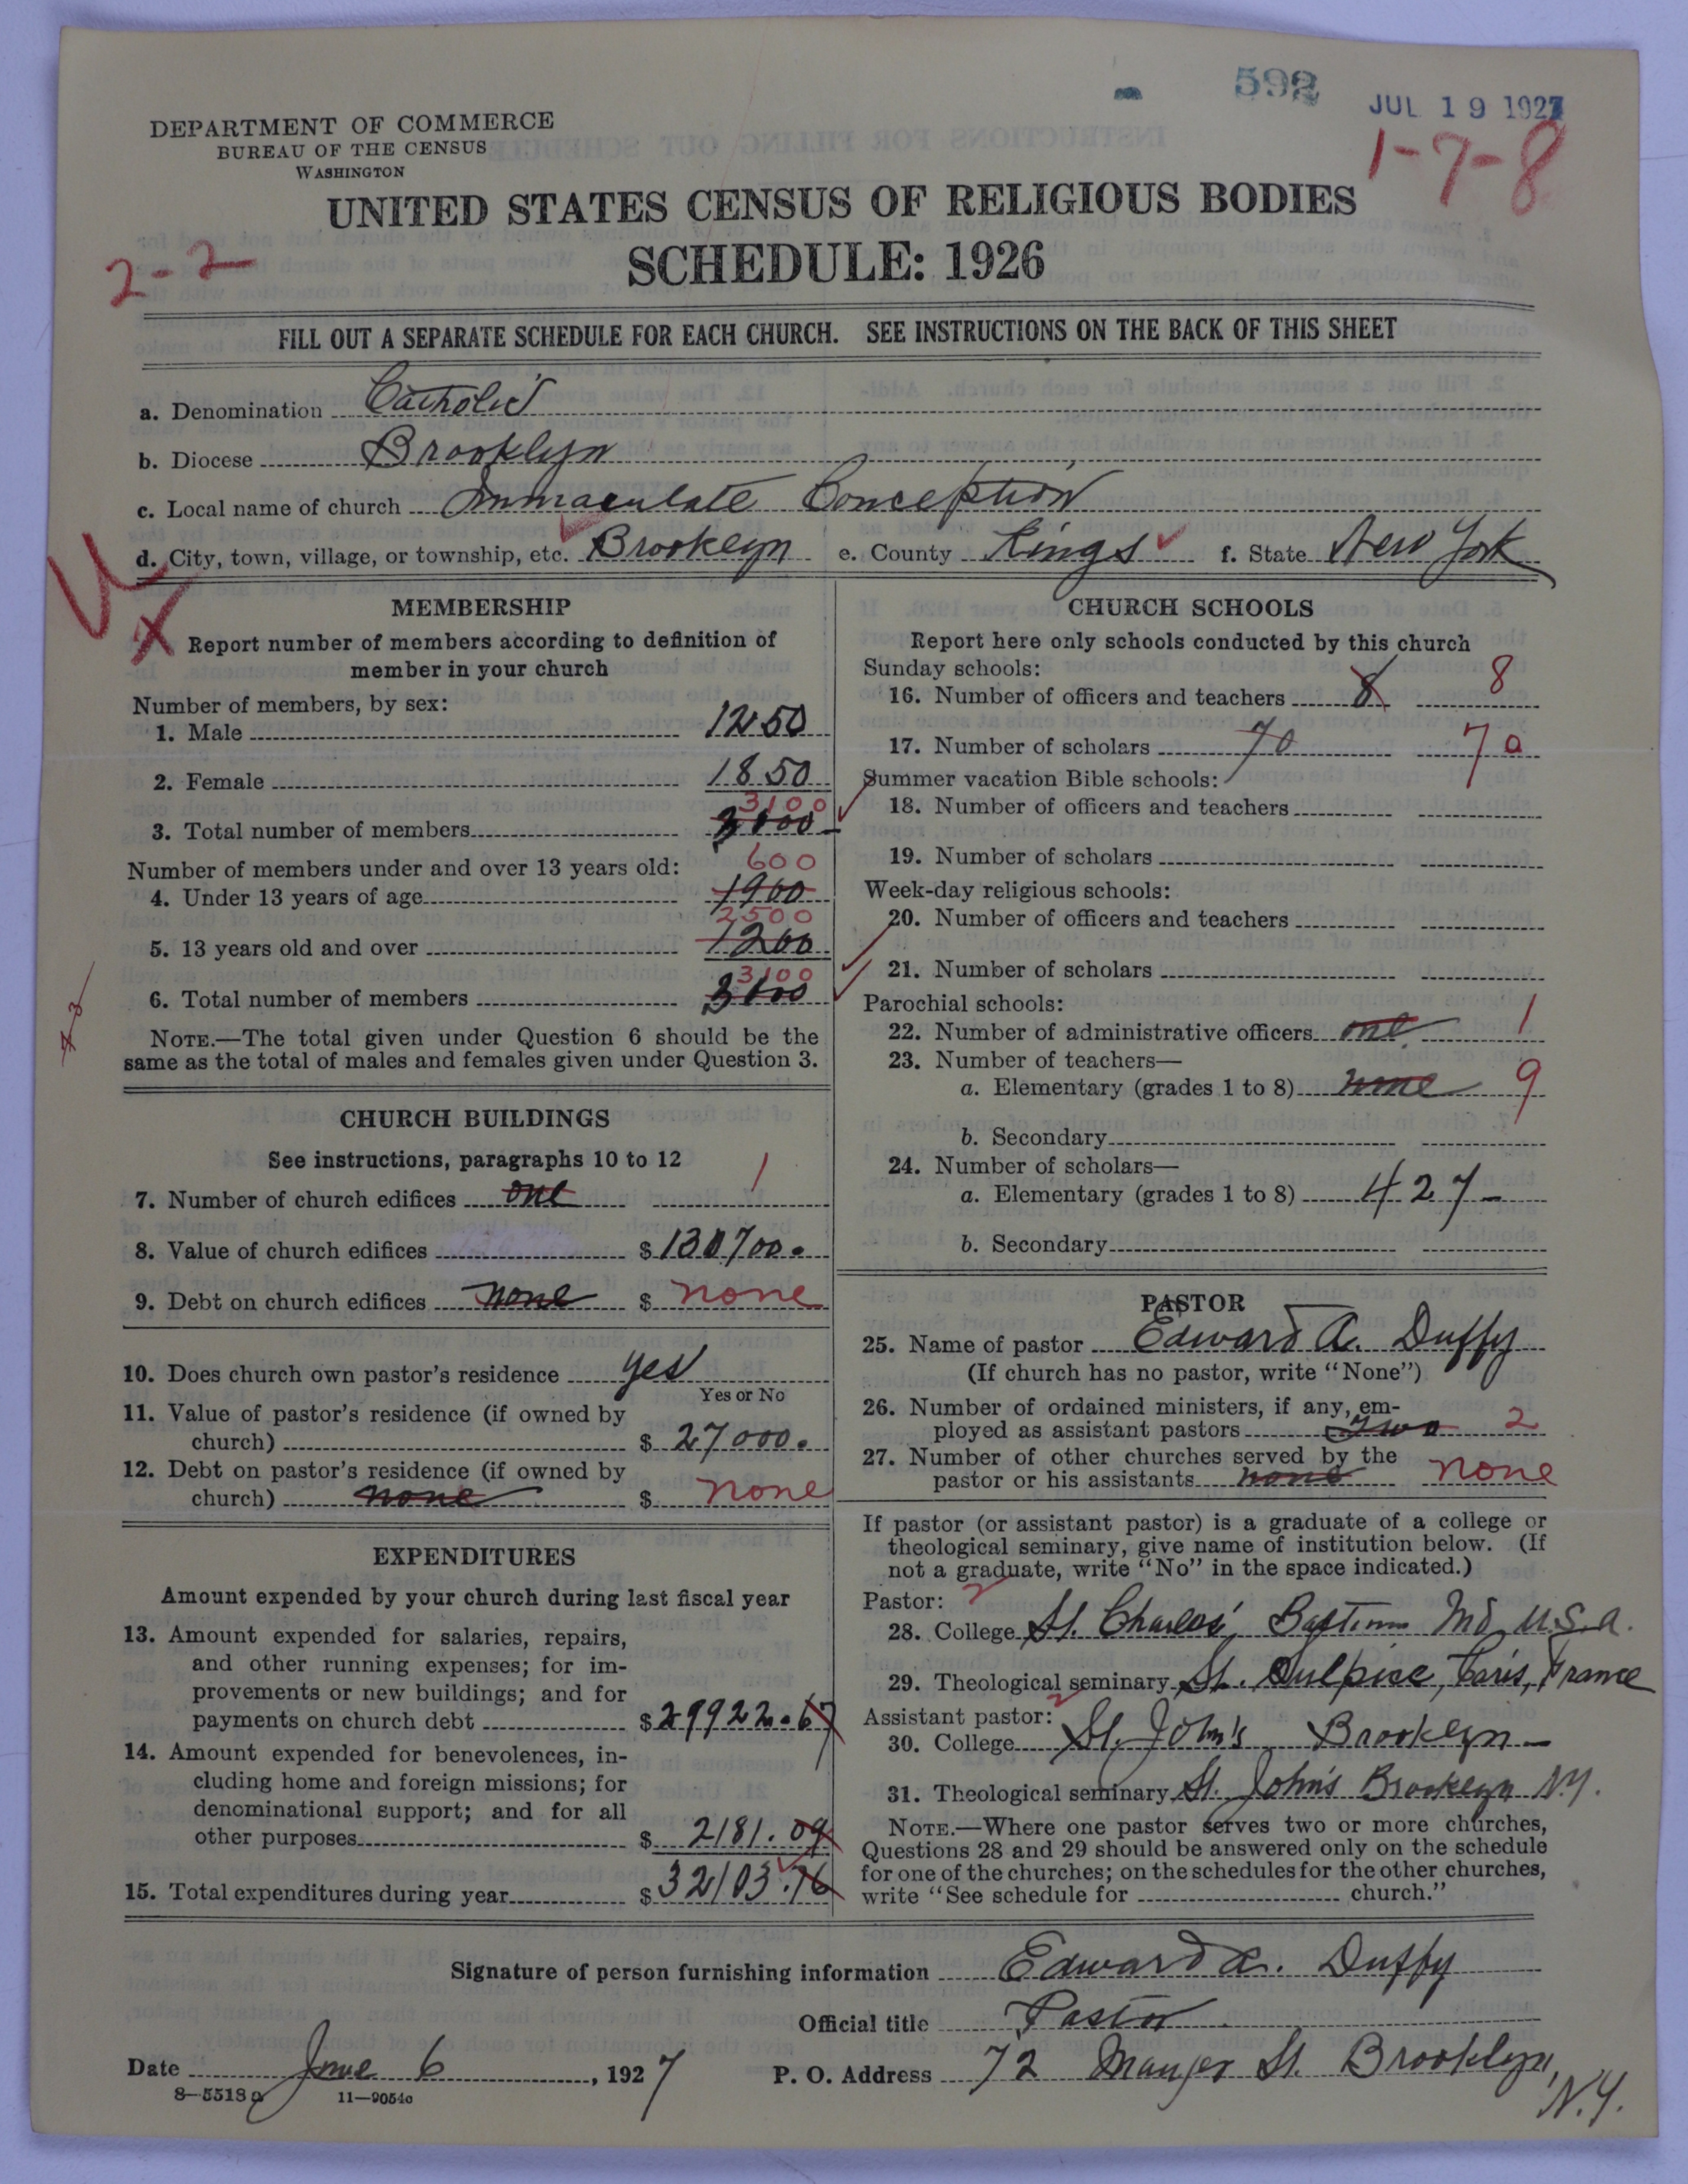 592
JUL 19 1927
1-7-8
DEPARTMENT OF COMMERCE
BUREAU OF THE CENSUS
WASHINGTON
UNITED STATES CENSUS OF RELIGIOUS BODIES
SCHEDULE: 1926
2-2
FILL OUT A SEPARATE SCHEDULE FOR EACH CHURCH. SEE INSTRUCTIONS ON THE BACK OF THIS SHEET
a. Denomination Catholic
b. Diocese Brooklyn
c. Local name of church Immaculate Conception
d. City, town, village, or township, etc. Brooklyn e. County Kings f. State New York
MEMBERSHIP
Report number of members according to definition of
member in your church
Number of members, by sex:
1. Male 1250
2. Female 1850
3100
3. Total number of members 3100
Number of members under and over 13 years old: 600
4. Under 13 years of age 1900
2500
5. 13 years old and over 1200
3100
6. Total number of members 3100
NOTE.—The total given under Question 6 should be the
same as the total of males and females given under Question 3.
CHURCH BUILDINGS
See instructions, paragraphs 10 to 12
7. Number of church edifices one 1
8. Value of church edifices $130700.
9. Debt on church edifices none $ none
10. Does church own pastor's residence yes
Yes or No
11. Value of pastor's residence (if owned by
church) $ 27000.
12. Debt on pastor's residence (if owned by
church) none $ none
EXPENDITURES
Amount expended by your church during last fiscal year
13. Amount expended for salaries, repairs,
and other running expenses; for im-
provements or new buildings; and for
payments on church debt $29922.67
14. Amount expended for benevolences, in-
cluding home and foreign missions; for
denominational support; and for all
other purposes $ 2181.09
15. Total expenditures during year $32103.76
CHURCH SCHOOLS
Report here only schools conducted by this church
Sunday schools:
16. Number of officers and teachers 8 8
17. Number of scholars 70 70
Summer vacation Bible schools:
18. Number of officers and teachers
19. Number of scholars
Week-day religious schools:
20. Number of officers and teachers
21. Number of scholars
Parochial schools:
22. Number of administrative officers one 1
23. Number of teachers—
a. Elementary (grades 1 to 8) 9
b. Secondary
24. Number of scholars—
a. Elementary (grades 1 to 8) 427-
b. Secondary
PASTOR
25. Name of pastor Edward A. Duffy
(If church has no pastor, write "None")
26. Number of ordained ministers, if any, em-
ployed as assistant pastors two 2
27. Number of other churches served by the
pastor or his assistants none none
If pastor (or assistant pastor) is a graduate of a college or
theological seminary, give name of institution below. (If
not a graduate, write "No" in the space indicated.)
Pastor: 2
28. College St. Charles' Md U.S.A.
29. Theological seminary St. Sulpice, Paris, France
Assistant pastor: 2
30. College St. John's Brooklyn—
31. Theological seminary St. John's Brooklyn N.Y.
NOTE.—Where one pastor serves two or more churches,
Questions 28 and 29 should be answered only on the schedule
for one of the churches; on the schedules for the other churches,
write "See schedule for church."
Signature of person furnishing information Edward A. Duffy
Official title Pastor
Date June 6, 1927 P. O. Address 72 St. Brooklyn,
N.Y.
8—5518a 11—9054c